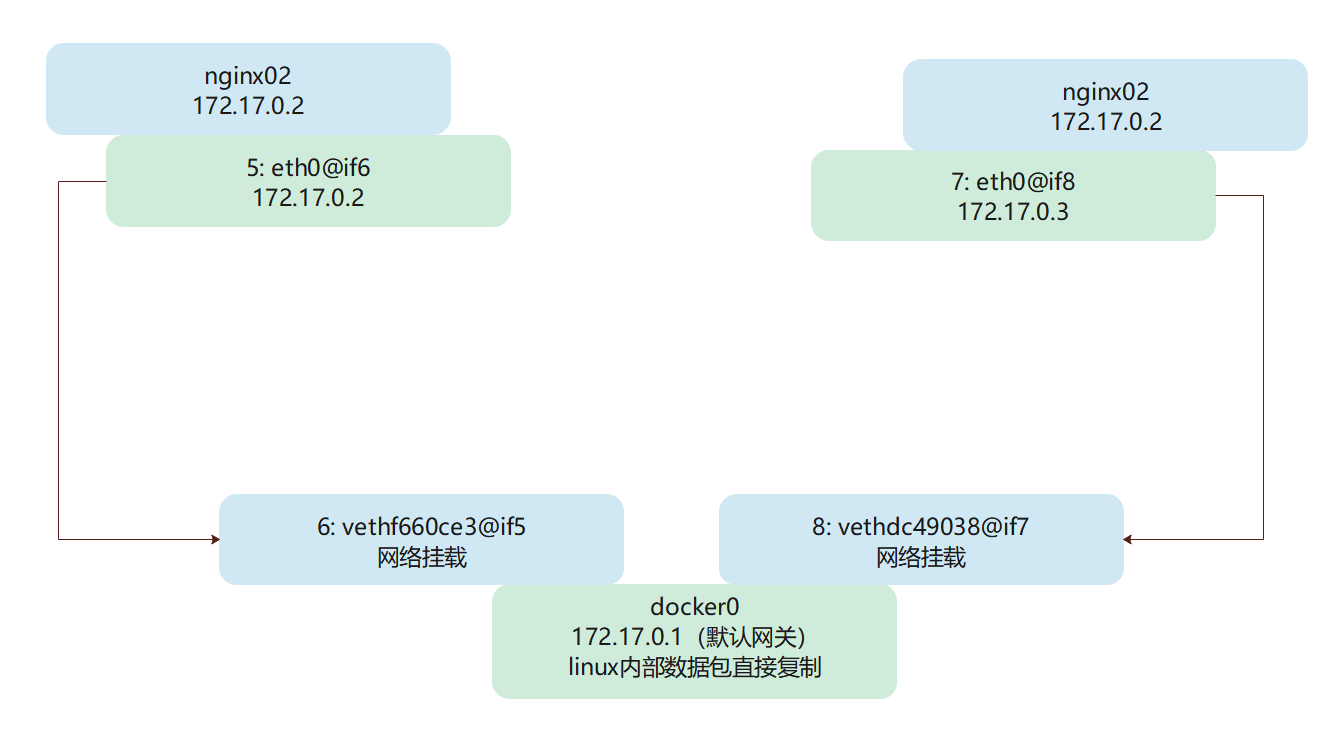 nginx02
172.17.0.2
5: eth0@if6
172.17.0.2
nginx02
172.17.0.2
7: eth0@if8
172.17.0.3
6: vethf660ce3@if5
网络挂载
8: vethdc49038@if7
网络挂载
docker0
172.17.0.1（默认网关）
linux内部数据包直接复制